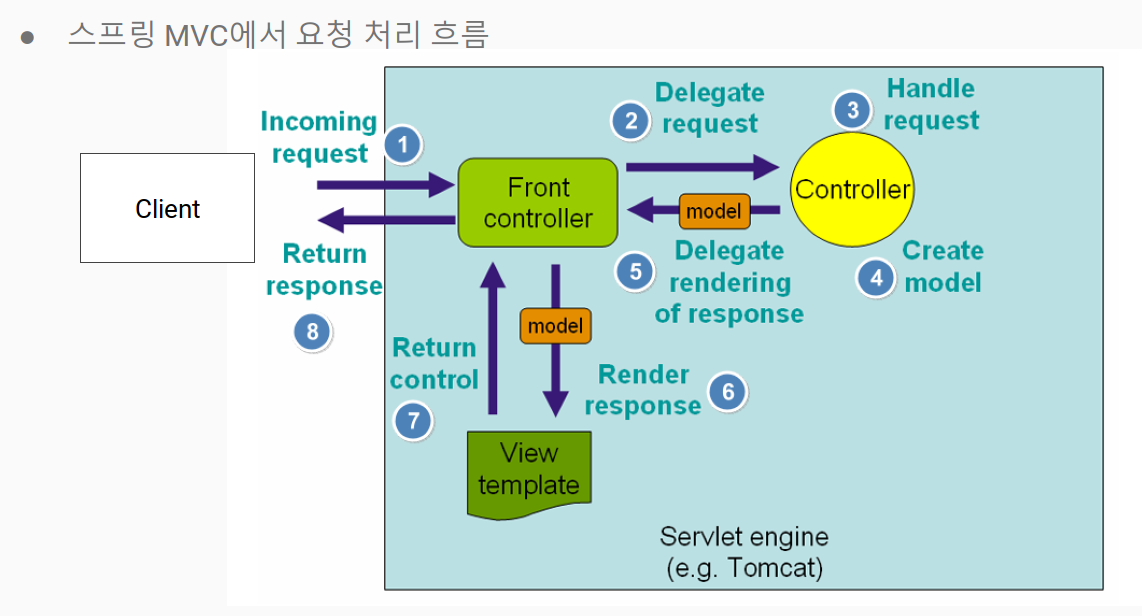 ● 스프링 MVC에서 요청 처리 흐름
Client
Incoming
request
1
Return
response
8
Front
controller
2
Delegate
request
3
Handle
request
Controller
model
4
Create
model
5
Delegate
rendering
of response
model
Return
control
7
Render
response
6
View
template
Servlet engine
(e.g. Tomcat)